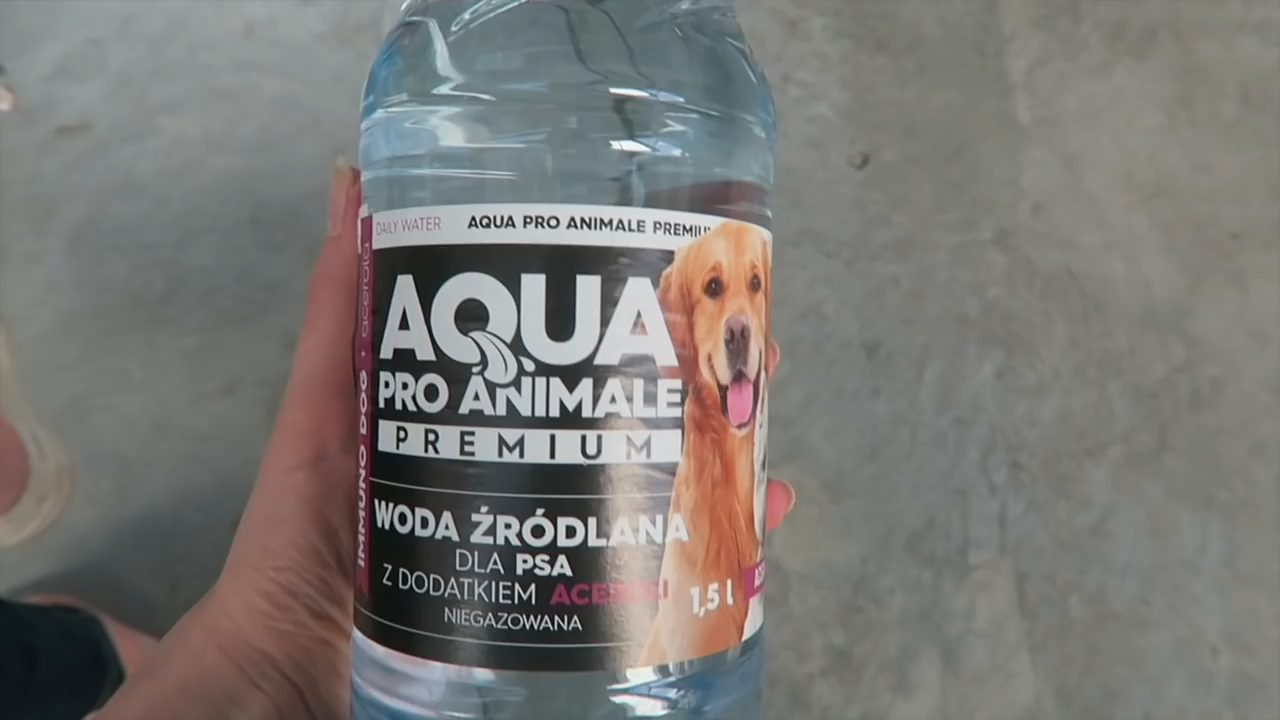 DAILY WATER AQUA PRO ANIMALE
AQUA
PRO ANIMALE
PREMIUM
WODA ŹRÓDLANA
DLA PSA
Z DODATKIEM ACEROLI
NIEGAZOWANA
1,5 l
IMMUNO DOG + acerola